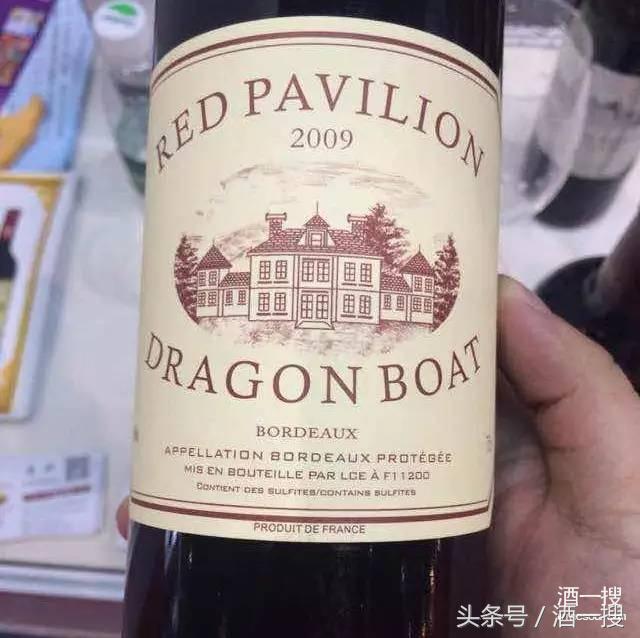 RED PAVILION
2009
DRAGON BOAT
BORDEAUX
APPELLATION BORDEAUX PROTÉGÉE
MIS EN BOUTEILLE PAR LCE À F11200
CONTIENT DES SULFITES/CONTAINS SULFITES
PRODUIT DE FRANCE
酒一搜
头条号 / 酒一搜